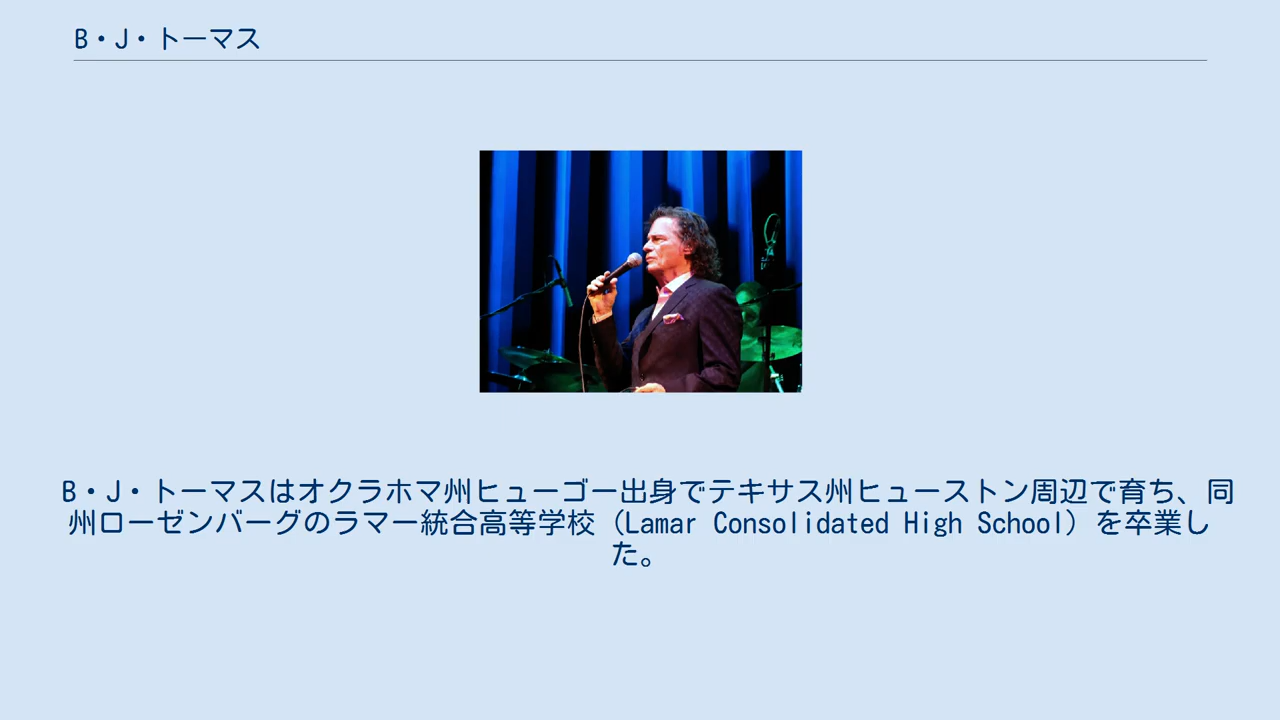 B・J・トーマス
B・J・トーマスはオクラホマ州ヒューゴー出身でテキサス州ヒューストン周辺で育ち、同
州ローゼンバーグのラマー統合高等学校（Lamar Consolidated High School）を卒業し
た。